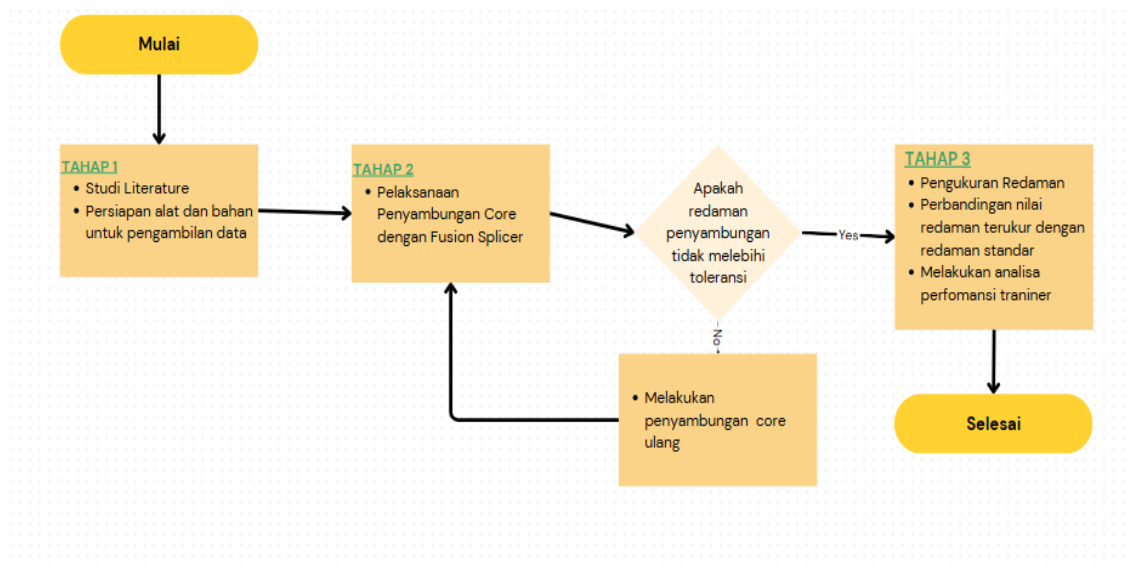 Mulai
TAHAP 1
• Studi Literature
• Persiapan alat dan bahan
untuk pengambilan data
TAHAP 2
• Pelaksanaan
Penyambungan Core
dengan Fusion Splicer
Apakah
redaman
penyambungan
tidak melebihi
toleransi
Yes
No
• Melakukan
penyambungan core
ulang
TAHAP 3
• Pengukuran Redaman
• Perbandingan nilai
redaman terukur dengan
redaman standar
• Melakukan analisa
perfomansi traniner
Selesai